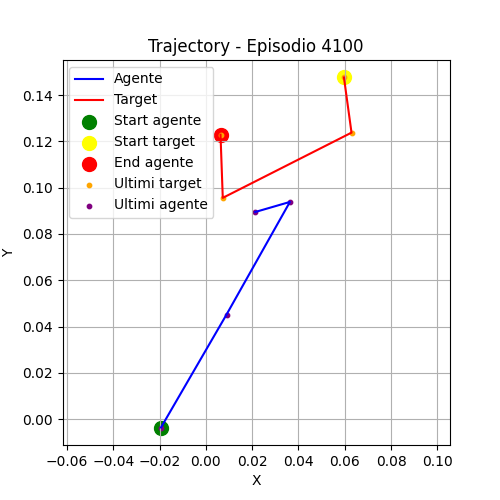 Trajectory - Episodio 4100
Agente
Target
Start agente
Start target
End agente
Ultimi target
Ultimi agente
Y
0.14
0.12
0.10
0.08
0.06
0.04
0.02
0.00
−0.06 −0.04 −0.02 0.00 0.02 0.04 0.06 0.08 0.10
X